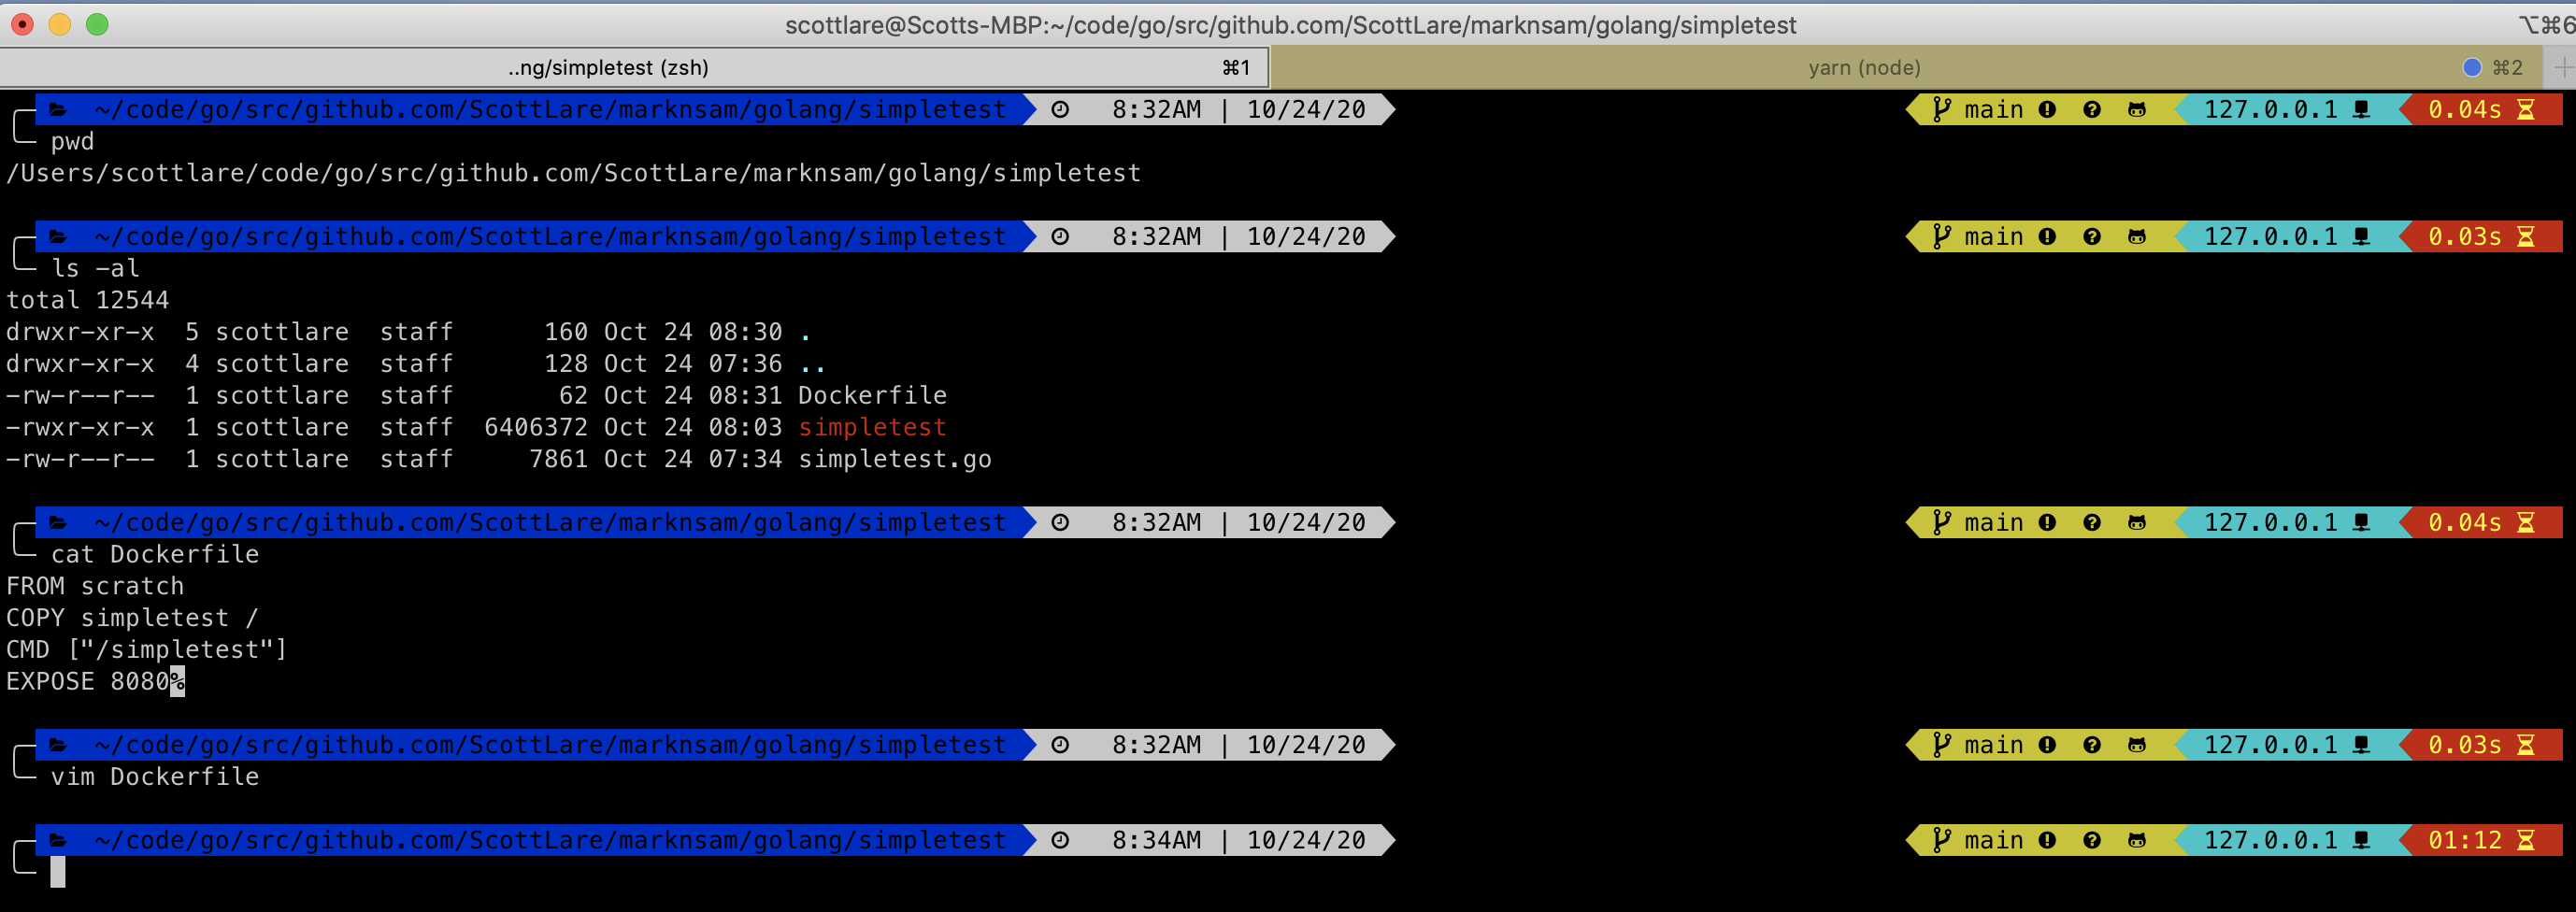 scottlare@Scotts-MBP:~/code/go/src/github.com/ScottLare/marknsam/golang/simpletest ⌥⌘6
..ng/simpletest (zsh) ⌘1 yarn (node) ⌘2
~/code/go/src/github.com/ScottLare/marknsam/golang/simpletest 8:32AM | 10/24/20 main 127.0.0.1 0.04s
pwd
/Users/scottlare/code/go/src/github.com/ScottLare/marknsam/golang/simpletest
~/code/go/src/github.com/ScottLare/marknsam/golang/simpletest 8:32AM | 10/24/20 main 127.0.0.1 0.03s
ls -al
total 12544
drwxr-xr-x 5 scottlare staff 160 Oct 24 08:30 .
drwxr-xr-x 4 scottlare staff 128 Oct 24 07:36 ..
-rw-r--r-- 1 scottlare staff 62 Oct 24 08:31 Dockerfile
-rwxr-xr-x 1 scottlare staff 6406372 Oct 24 08:03 simpletest
-rw-r--r-- 1 scottlare staff 7861 Oct 24 07:34 simpletest.go
~/code/go/src/github.com/ScottLare/marknsam/golang/simpletest 8:32AM | 10/24/20 main 127.0.0.1 0.04s
cat Dockerfile
FROM scratch
COPY simpletest /
CMD ["/simpletest"]
EXPOSE 8080%
~/code/go/src/github.com/ScottLare/marknsam/golang/simpletest 8:32AM | 10/24/20 main 127.0.0.1 0.03s
vim Dockerfile
~/code/go/src/github.com/ScottLare/marknsam/golang/simpletest 8:34AM | 10/24/20 main 127.0.0.1 01:12